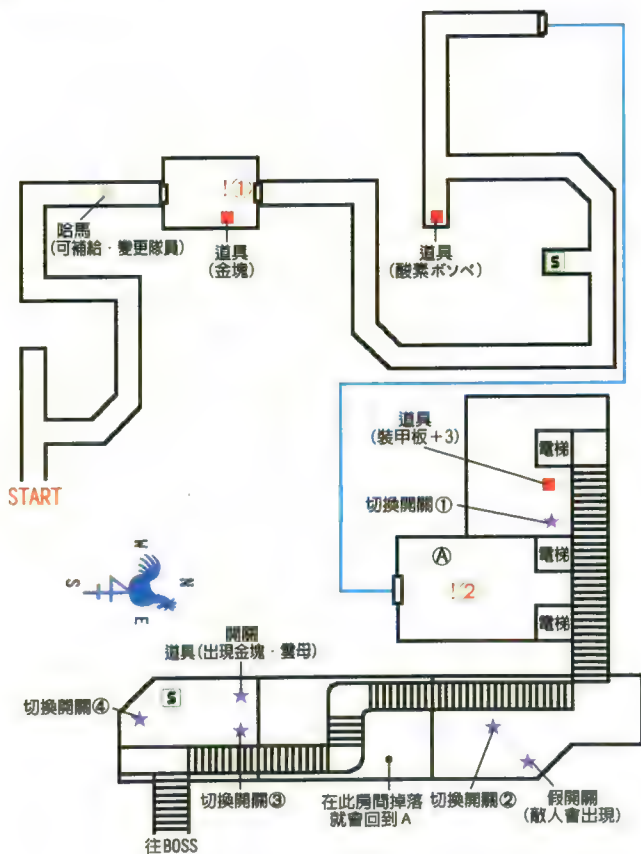 !(1)
哈馬
(可補給・變更隊員)
道具
(金塊)
道具
(酸素ボソベ)
S
START
道具
(裝甲板+3)
電梯
切換開關①
A
電梯
!2
電梯
W
S
N
E
開關
道具(出現金塊・雲母)
S
切換開關④
切換開關③
在此房間掉落
就會回到A
切換開關②
假開關
(敵人會出現)
往BOSS